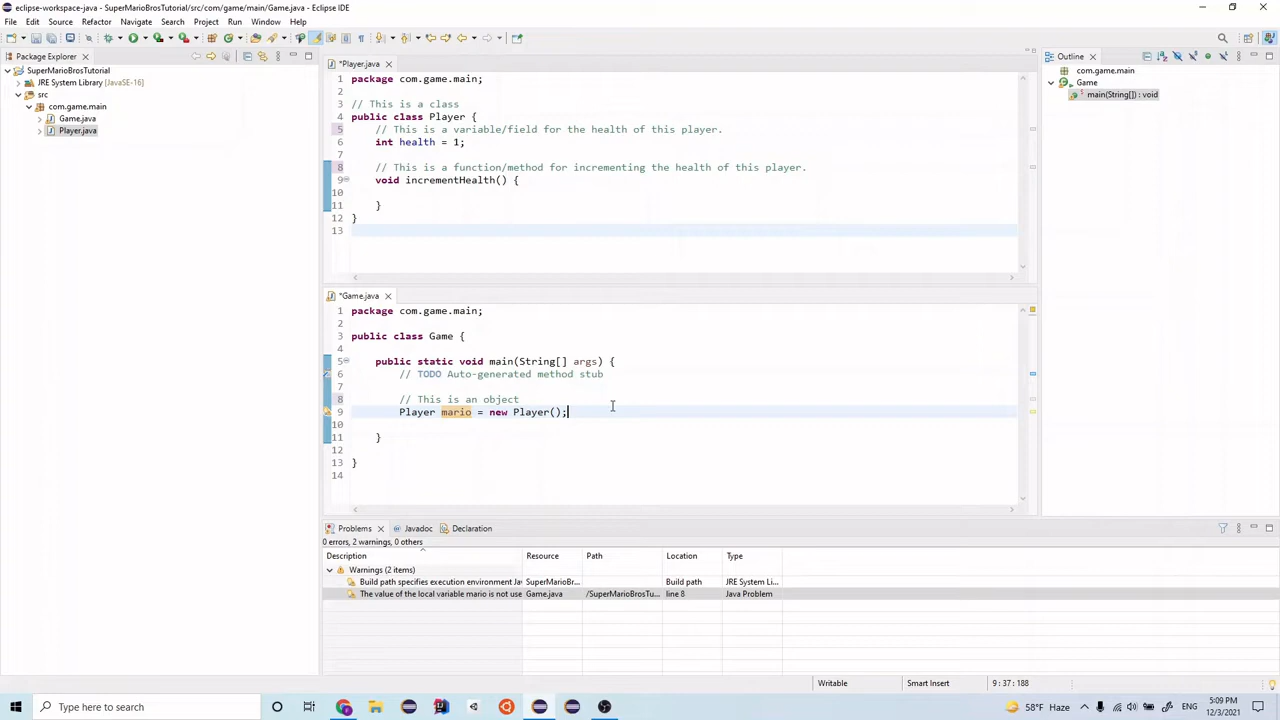 eclipse-workspace-java - SuperMarioBrosTutorial/src/com/game/main/Game.java - Eclipse IDE
File Edit Source Refactor Navigate Search Project Run Window Help
Package Explorer
SuperMarioBrosTutorial
JRE System Library [JavaSE-16]
src
com.game.main
Game.java
Player.java
*Player.java
1 package com.game.main;
2
3 // This is a class
4 public class Player {
5 // This is a variable/field for the health of this player.
6 int health = 1;
7
8 // This is a function/method for incrementing the health of this player.
9 void incrementHealth() {
10
11 }
12 }
13
*Game.java
1 package com.game.main;
2
3 public class Game {
4
5 public static void main(String[] args) {
6 // TODO Auto-generated method stub
7
8 // This is an object
9 Player mario = new Player();
10
11 }
12
13 }
14
Outline
com.game.main
Game
main(String[]) : void
Problems Javadoc Declaration
0 errors, 2 warnings, 0 others
Description Resource Path Location Type
Warnings (2 items)
Build path specifies execution environment Ja SuperMarioBr... Build path JRE System Li...
The value of the local variable mario is not use Game.java /SuperMarioBrosTu... line 8 Java Problem
Writable Smart Insert 9 : 37 : 188
Type here to search
58°F Haze
5:09 PM
12/3/2021